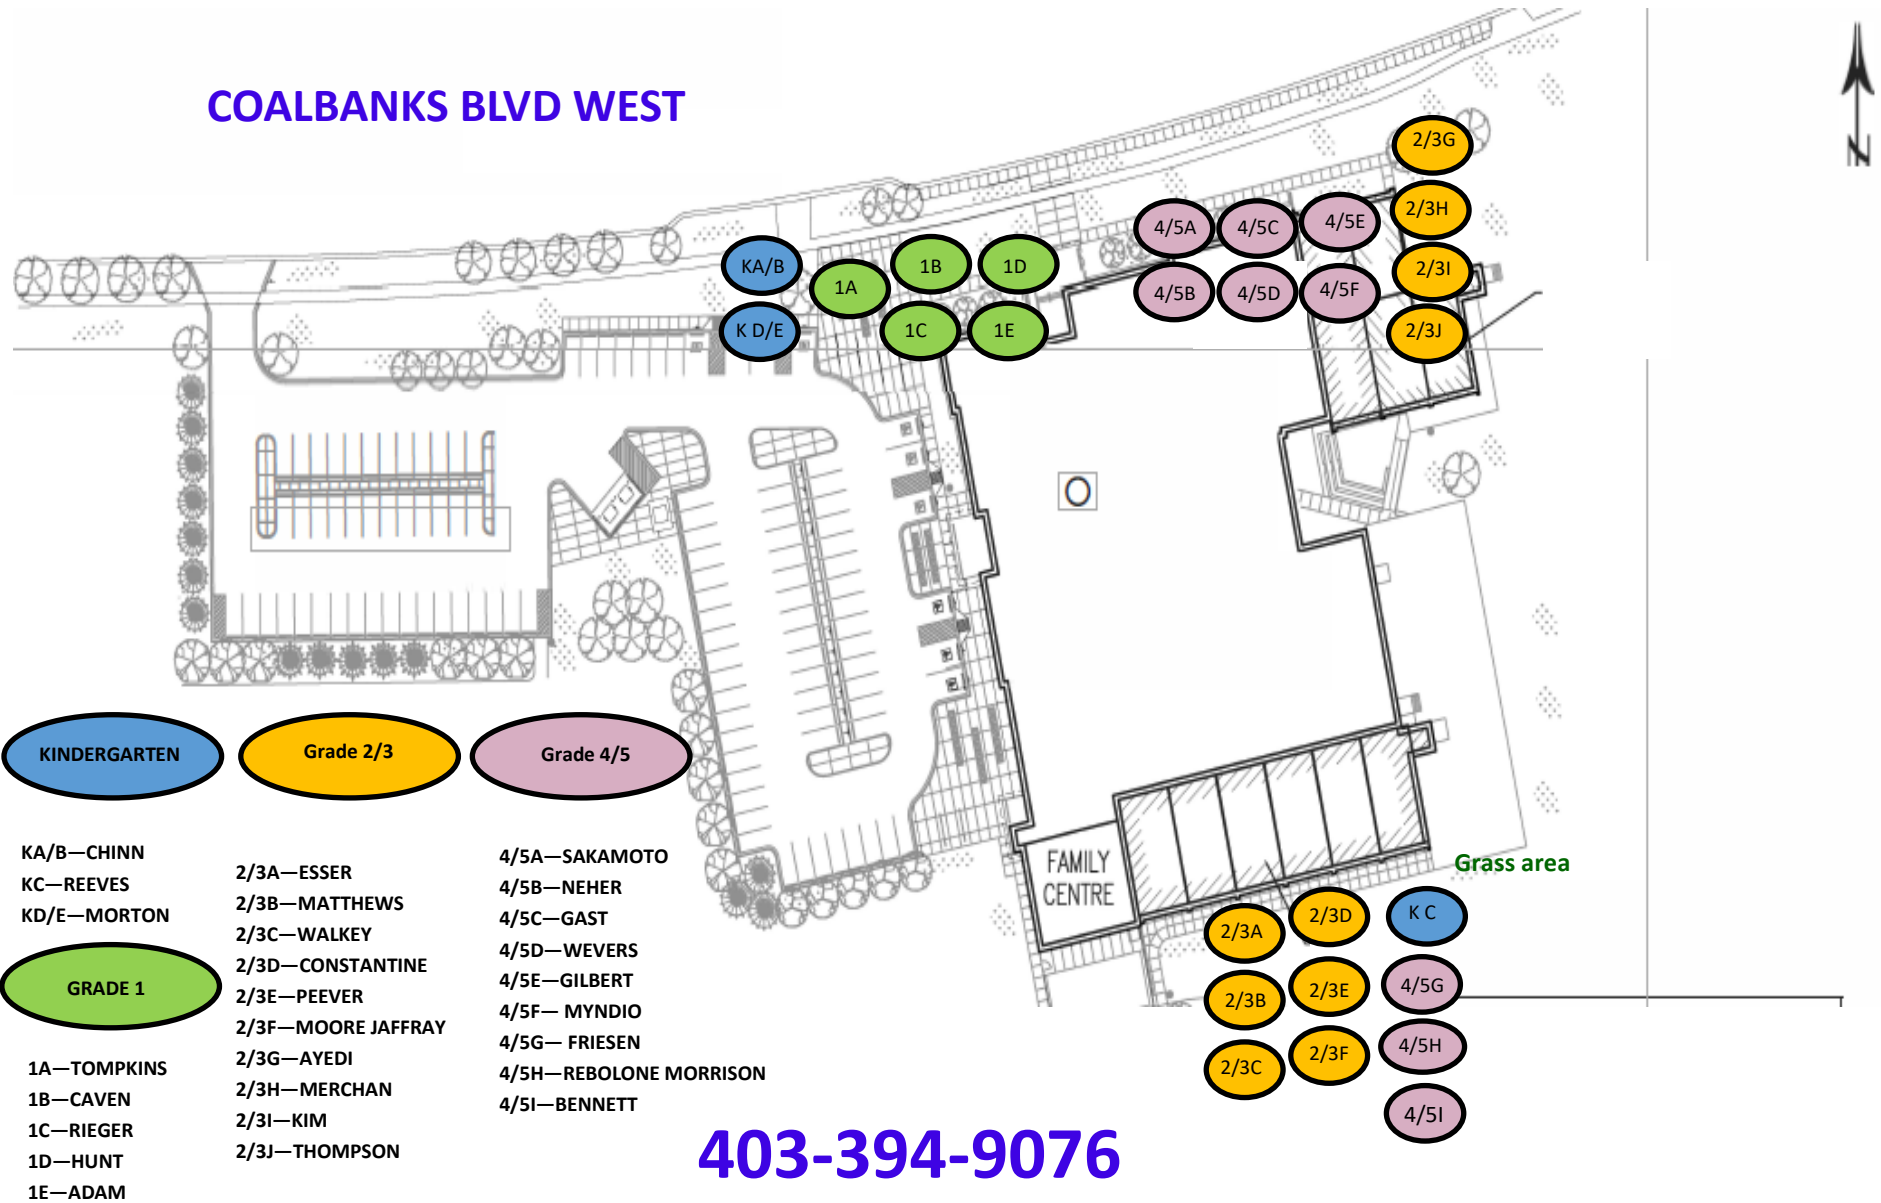 COALBANKS BLVD WEST
N
2/3G
2/3H
2/3I
2/3J
4/5A
4/5C
4/5E
4/5B
4/5D
4/5F
KA/B
K D/E
1A
1B
1D
1C
1E
KINDERGARTEN
KA/B—CHINN
KC—REEVES
KD/E—MORTON
GRADE 1
1A—TOMPKINS
1B—CAVEN
1C—RIEGER
1D—HUNT
1E—ADAM
Grade 2/3
2/3A—ESSER
2/3B—MATTHEWS
2/3C—WALKEY
2/3D—CONSTANTINE
2/3E—PEEVER
2/3F—MOORE JAFFRAY
2/3G—AYEDI
2/3H—MERCHAN
2/3I—KIM
2/3J—THOMPSON
Grade 4/5
4/5A—SAKAMOTO
4/5B—NEHER
4/5C—GAST
4/5D—WEVERS
4/5E—GILBERT
4/5F— MYNDIO
4/5G— FRIESEN
4/5H—REBOLONE MORRISON
4/5I—BENNETT
FAMILY
CENTRE
Grass area
2/3A
2/3D
K C
2/3B
2/3E
4/5G
2/3C
2/3F
4/5H
4/5I
403-394-9076